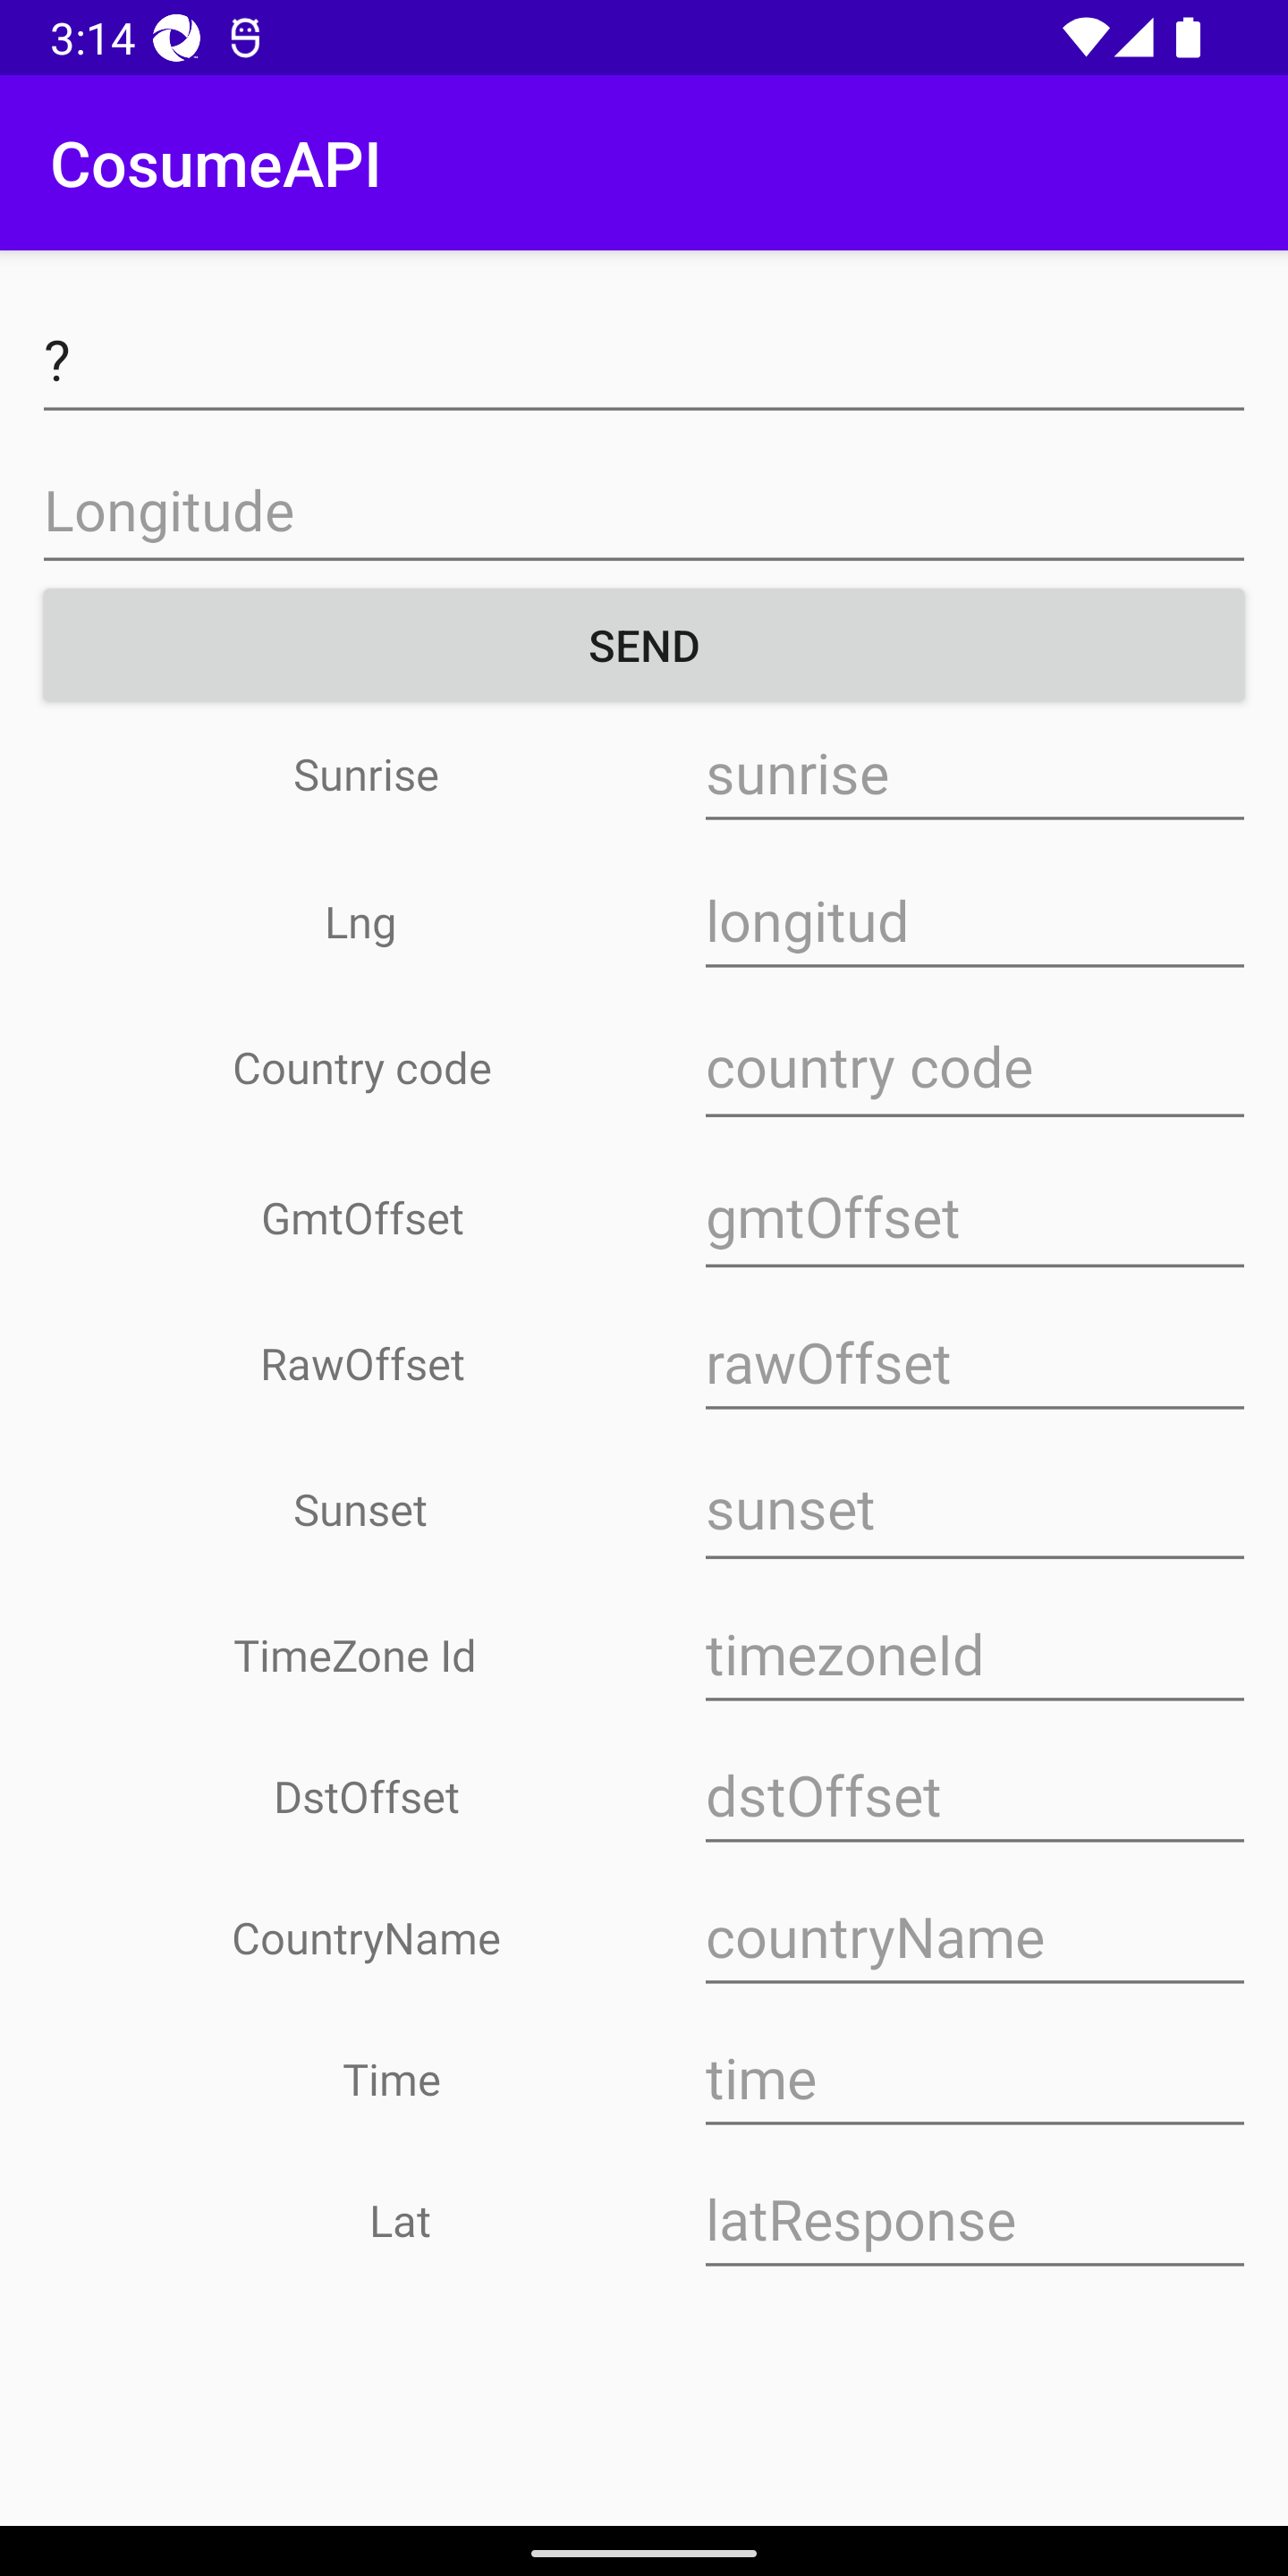 3:14
CosumeAPI
?
Longitude
SEND
Sunrise sunrise
Lng longitud
Country code country code
GmtOffset gmtOffset
RawOffset rawOffset
Sunset sunset
TimeZone Id timezoneId
DstOffset dstOffset
CountryName countryName
Time time
Lat latResponse